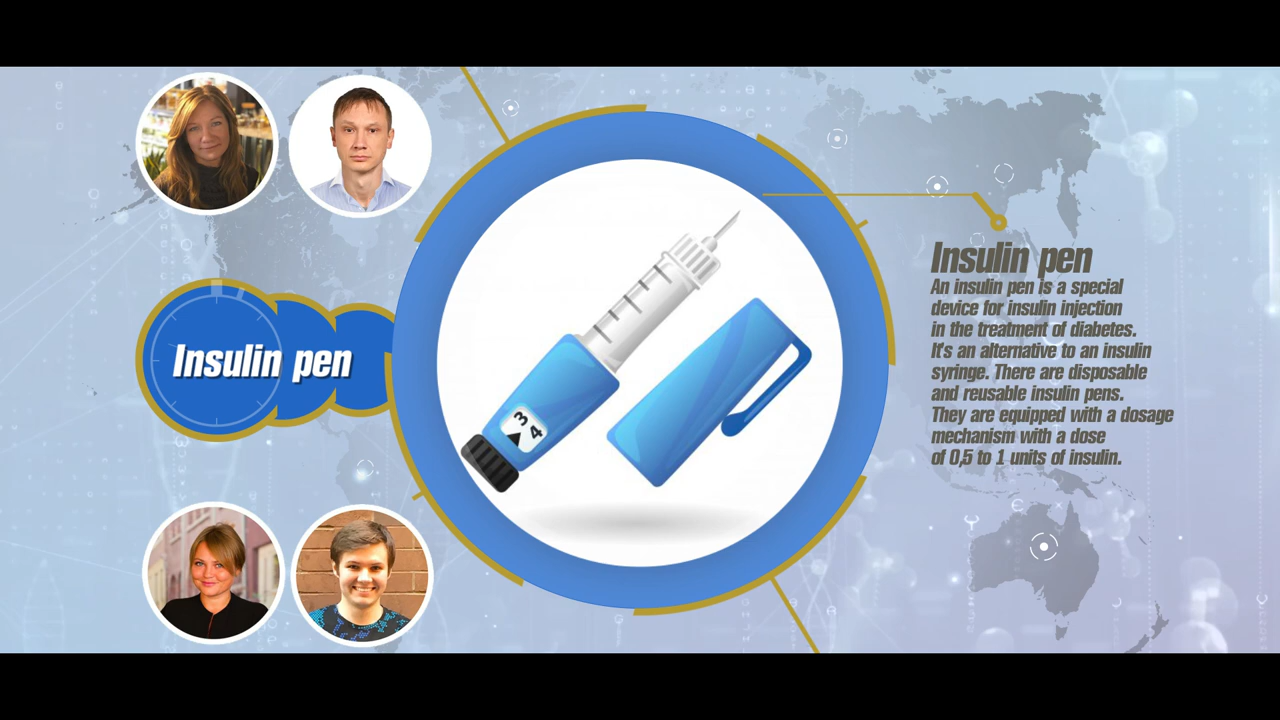 Insulin pen
3
4
Insulin pen
An insulin pen is a special
device for insulin injection
in the treatment of diabetes.
It's an alternative to an insulin
syringe. There are disposable
and reusable insulin pens.
They are equipped with a dosage
mechanism with a dose
of 0,5 to 1 units of insulin.